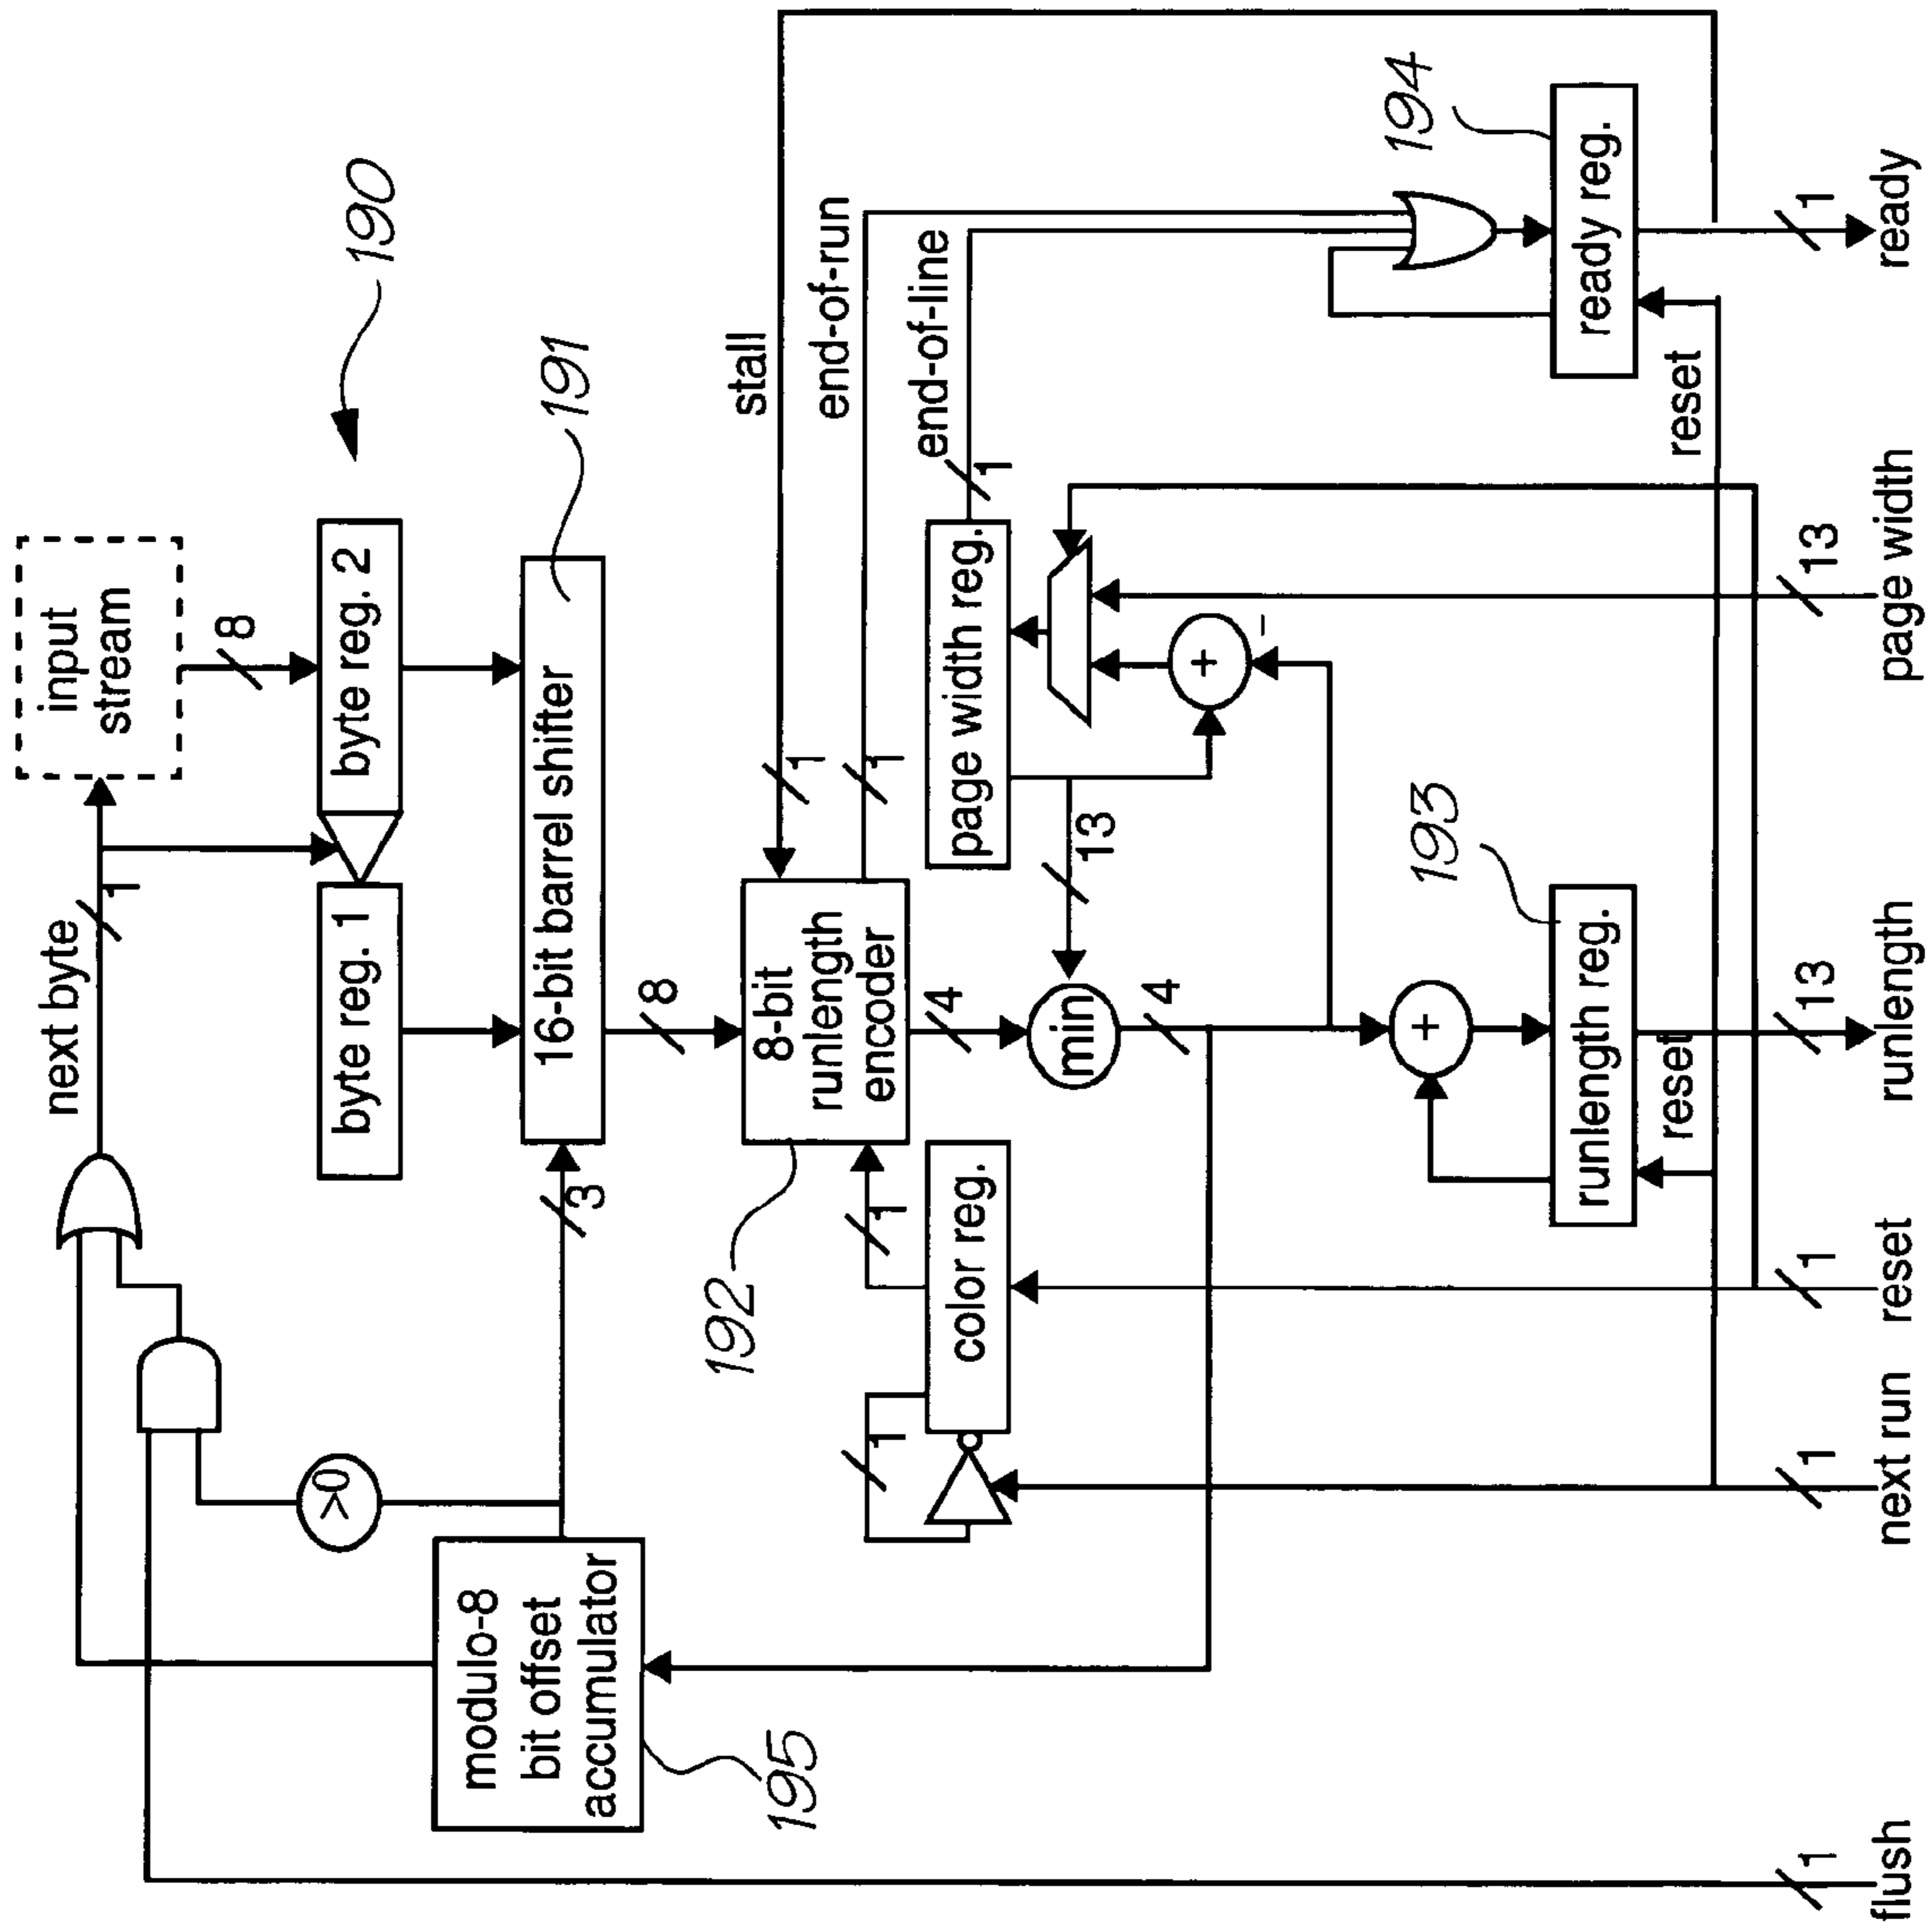 190
input
stream
8
next byte
1
byte reg. 1
byte reg. 2
191
16-bit barrel shifter
3
8
>0
modulo-8
bit offset
accumulator
195
192
8-bit
runlength
encoder
stall
1
end-of-run
1
end-of-line
1
page width reg.
4
min
13
4
+
-
1
color reg.
1
+
193
runlength reg.
reset
194
ready reg.
reset
1
flush
1
next run
1
reset
13
runlength
13
page width
1
ready